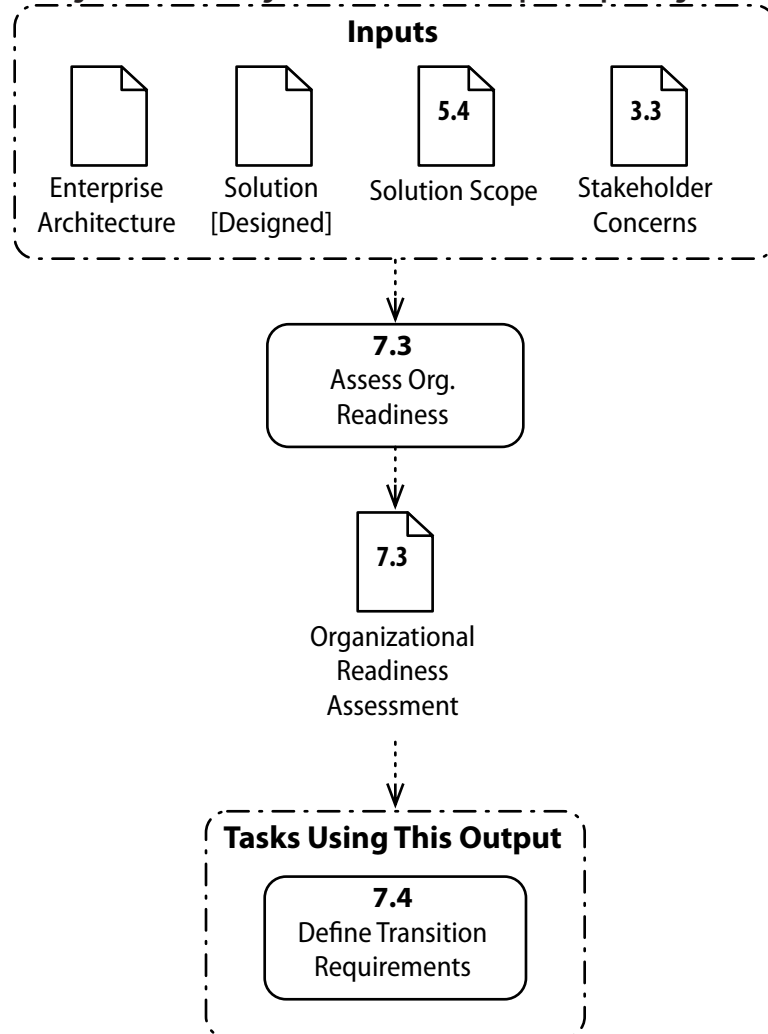 Inputs
5.4
3.3
Enterprise
Architecture
Solution
[Designed]
Solution Scope
Stakeholder
Concerns
7.3
Assess Org.
Readiness
7.3
Organizational
Readiness
Assessment
Tasks Using This Output
7.4
Define Transition
Requirements